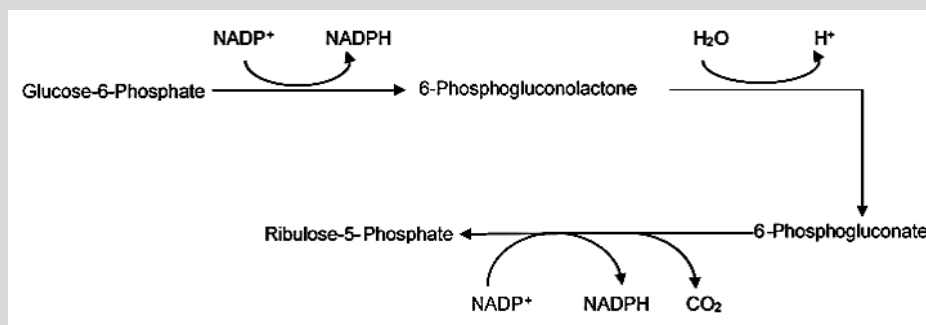 NADP⁺ NADPH H₂O H⁺
Glucose-6-Phosphate 6-Phosphogluconolactone
Ribulose-5-Phosphate 6-Phosphogluconate
NADP⁺ NADPH CO₂